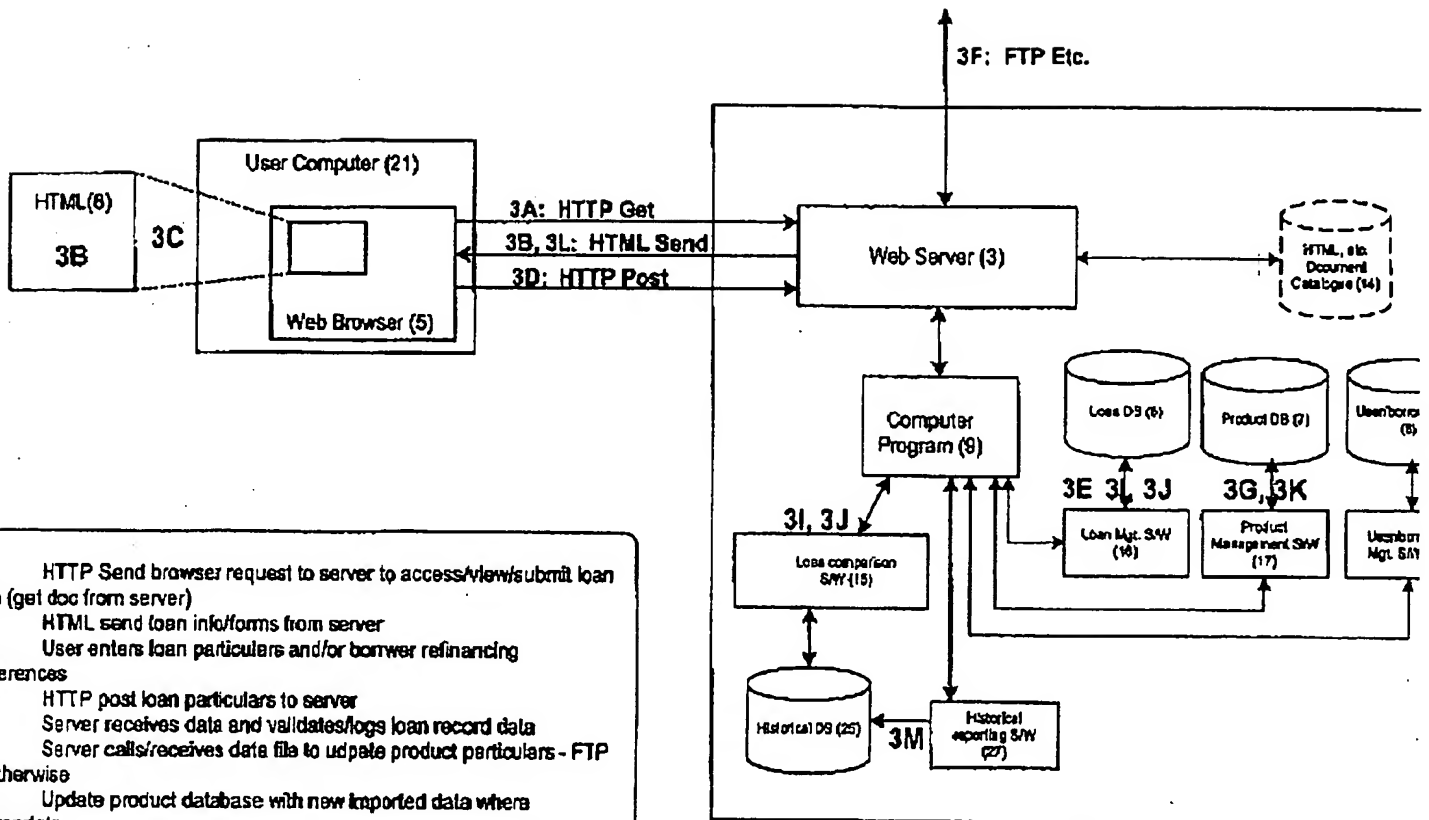 3F: FTP Etc.
User Computer (21)
HTML(6)
3B
3C
Web Browser (5)
3A: HTTP Get
3B, 3L: HTML Send
3D: HTTP Post
Web Server (3)
HTML, etc.
Document
Catalogue (14)
Computer
Program (9)
Product DB (7)
3E 3I, 3J
3G, 3K
3I, 3J
Loan Mgt. S/W
(16)
Product
Management S/W
(17)
Mgt. S/W
comparison
S/W (15)
Historical DB (25)
3M
Historical
reporting S/W
(27)
HTTP Send browser request to server to access/view/submit loan
(get doc from server)
HTML send loan info/forms from server
User enters loan particulars and/or borrwer refinancing
erences
HTTP post loan particulars to server
Server receives data and validates/logs loan record data
Server calls/receives data file to udpate product particulars - FTP
therwise
Update product database with new imported data where